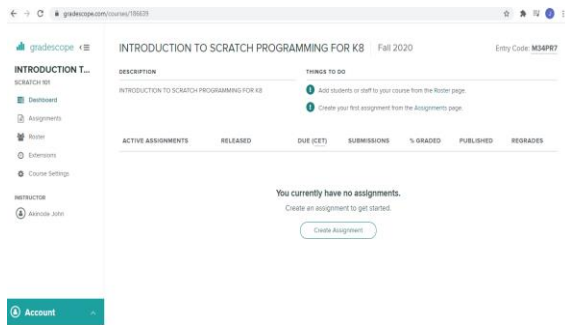 gradescope.com/courses/186639
gradescope
INTRODUCTION T...
SCRATCH 101
Dashboard
Assignments
Roster
Extensions
Course Settings
INSTRUCTOR
Akinode John
Account
INTRODUCTION TO SCRATCH PROGRAMMING FOR K8 Fall 2020
Entry Code: M34PR7
DESCRIPTION
INTRODUCTION TO SCRATCH PROGRAMMING FOR K8
THINGS TO DO
Add students or staff to your course from the Roster page.
Create your first assignment from the Assignments page.
ACTIVE ASSIGNMENTS RELEASED DUE (CET) SUBMISSIONS % GRADED PUBLISHED REGRADES
You currently have no assignments.
Create an assignment to get started.
Create Assignment